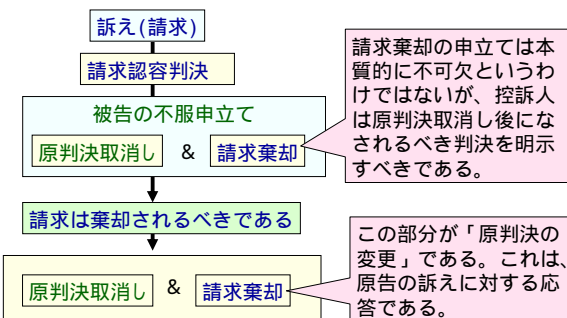 訴え(請求)
請求認容判決
被告の不服申立て
原判決取消し & 請求棄却
請求棄却の申立ては本
質的に不可欠というわ
けではないが、控訴人
は原判決取消し後にな
されるべき判決を明示
すべきである。
請求は棄却されるべきである
原判決取消し & 請求棄却
この部分が「原判決の
変更」である。これは、
原告の訴えに対する応
答である。